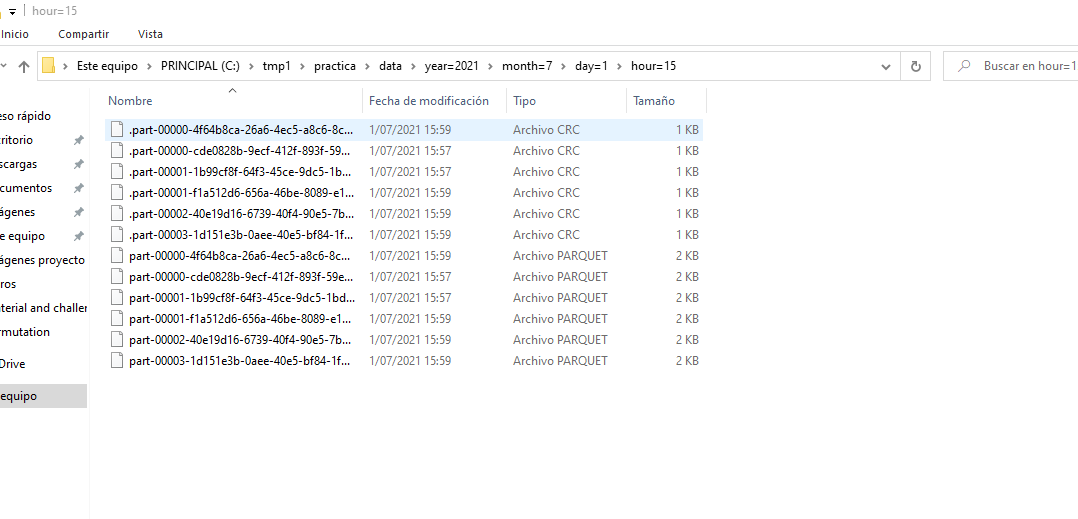 hour=15
Inicio Compartir Vista
Este equipo > PRINCIPAL (C:) > tmp1 > practica > data > year=2021 > month=7 > day=1 > hour=15 Buscar en hour=1
Nombre Fecha de modificación Tipo Tamaño
.part-00000-4f64b8ca-26a6-4ec5-a8c6-8c... 1/07/2021 15:59 Archivo CRC 1 KB
.part-00000-cde0828b-9ecf-412f-893f-59... 1/07/2021 15:57 Archivo CRC 1 KB
.part-00001-1b99cf8f-64f3-45ce-9dc5-1b... 1/07/2021 15:57 Archivo CRC 1 KB
.part-00001-f1a512d6-656a-46be-8089-e1... 1/07/2021 15:59 Archivo CRC 1 KB
.part-00002-40e19d16-6739-40f4-90e5-7b... 1/07/2021 15:59 Archivo CRC 1 KB
.part-00003-1d151e3b-0aee-40e5-bf84-1f... 1/07/2021 15:59 Archivo CRC 1 KB
part-00000-4f64b8ca-26a6-4ec5-a8c6-8c... 1/07/2021 15:59 Archivo PARQUET 2 KB
part-00000-cde0828b-9ecf-412f-893f-59e... 1/07/2021 15:57 Archivo PARQUET 2 KB
part-00001-1b99cf8f-64f3-45ce-9dc5-1bd... 1/07/2021 15:57 Archivo PARQUET 2 KB
part-00001-f1a512d6-656a-46be-8089-e1... 1/07/2021 15:59 Archivo PARQUET 2 KB
part-00002-40e19d16-6739-40f4-90e5-7b... 1/07/2021 15:59 Archivo PARQUET 2 KB
part-00003-1d151e3b-0aee-40e5-bf84-1f... 1/07/2021 15:59 Archivo PARQUET 2 KB
eso rápido
ritorio
scargas
ocumentos
ágenes
e equipo
ágenes proyecto
ros
aterial and challer
rmutation
Drive
equipo